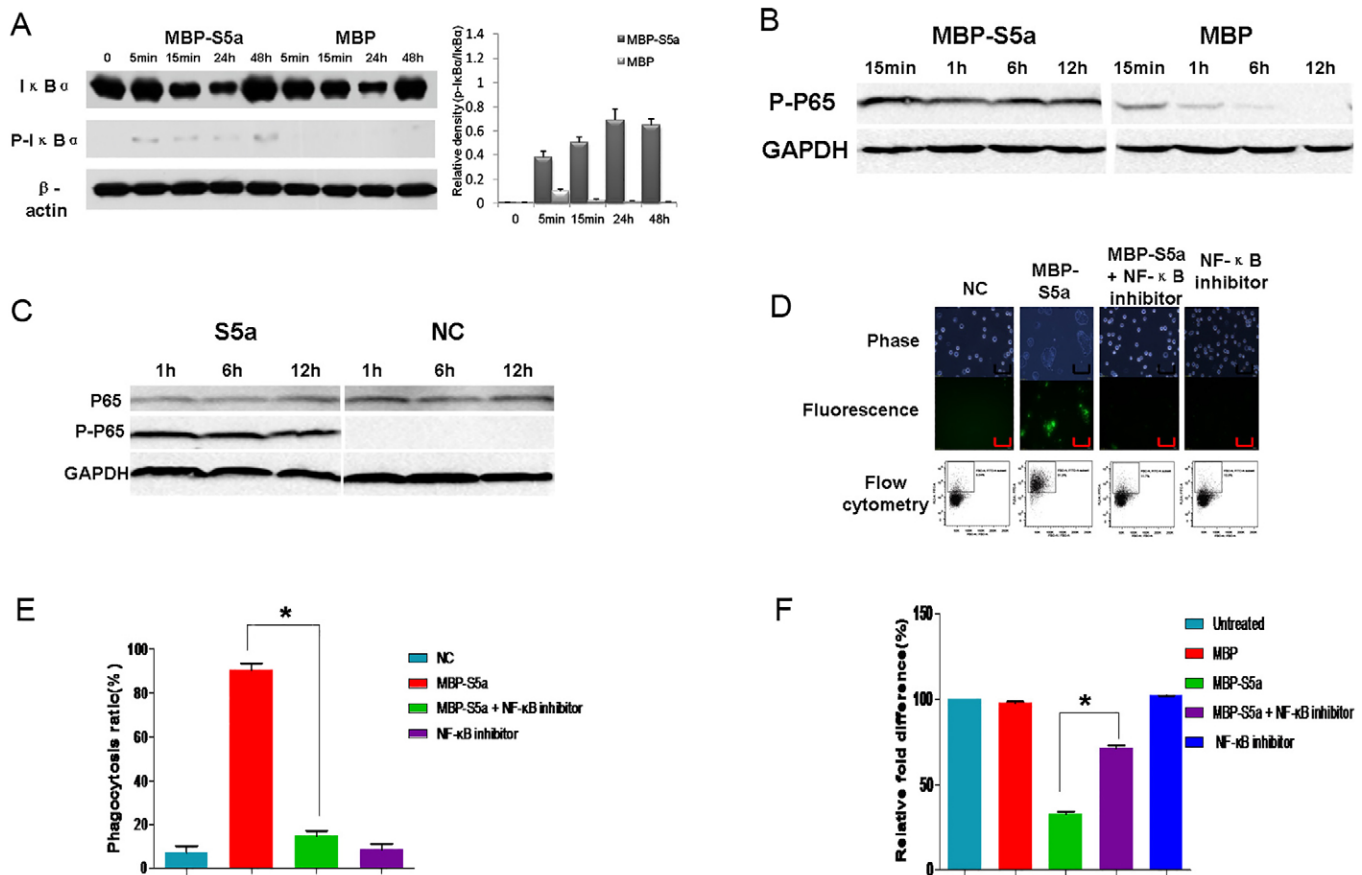 A
MBP-S5a
MBP
0 5min 15min 24h 48h 5min 15min 24h 48h
IκBα
P-IκBα
β-
actin
Relative density (p-IκBα/IκBα)
1.4
1.2
1
0.8
0.6
0.4
0.2
0
0 5min 15min 24h 48h
MBP-S5a
MBP
B
MBP-S5a
MBP
15min 1h 6h 12h 15min 1h 6h 12h
P-P65
GAPDH
C
S5a
NC
1h 6h 12h 1h 6h 12h
P65
P-P65
GAPDH
D
NC
MBP-
S5a
MBP-S5a
+ NF-κB
inhibitor
NF-κB
inhibitor
Phase
Fluorescence
Flow
cytometry
E
Phagocytosis ratio(%)
100
80
60
40
20
0
*
NC
MBP-S5a
MBP-S5a + NF-κB inhibitor
NF-κB inhibitor
F
Relative fold difference(%)
150
100
50
0
*
Untreated
MBP
MBP-S5a
MBP-S5a + NF-κB inhibitor
NF-κB inhibitor